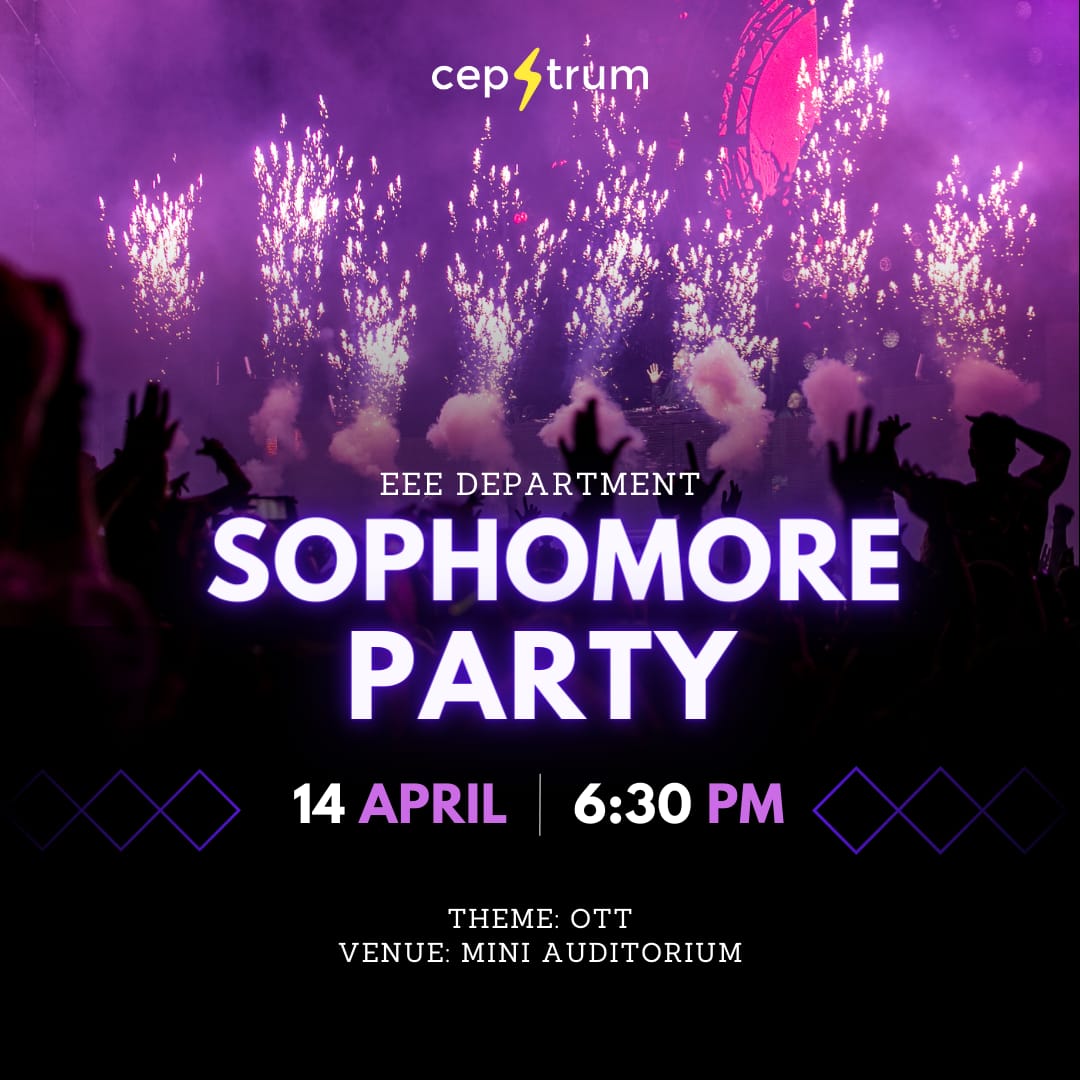 cepstrum
EEE DEPARTMENT
SOPHOMORE
PARTY
14 APRIL | 6:30 PM
THEME: OTT
VENUE: MINI AUDITORIUM